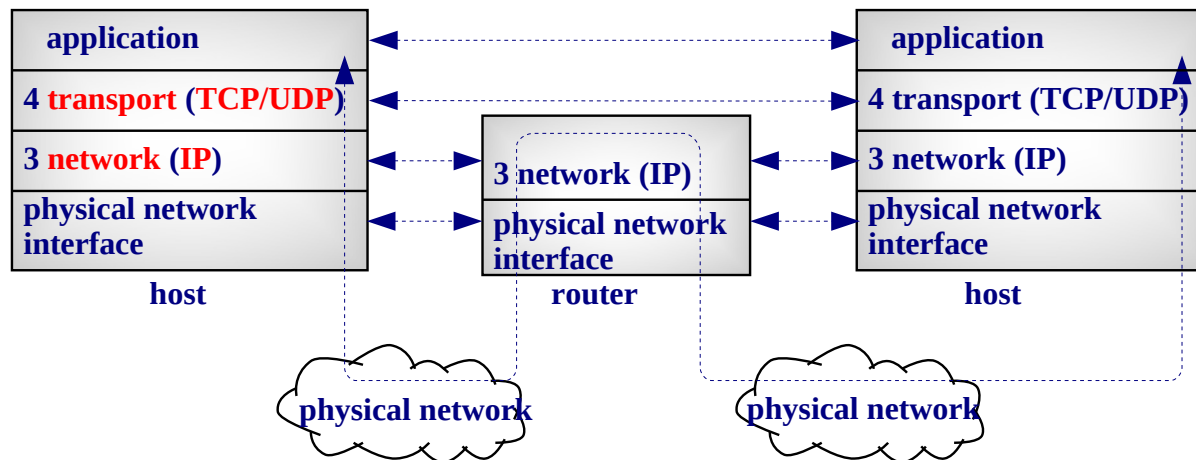 application
4 transport (TCP/UDP)
3 network (IP)
physical network
interface
host
3 network (IP)
physical network
interface
router
application
4 transport (TCP/UDP)
3 network (IP)
physical network
interface
host
physical network
physical network